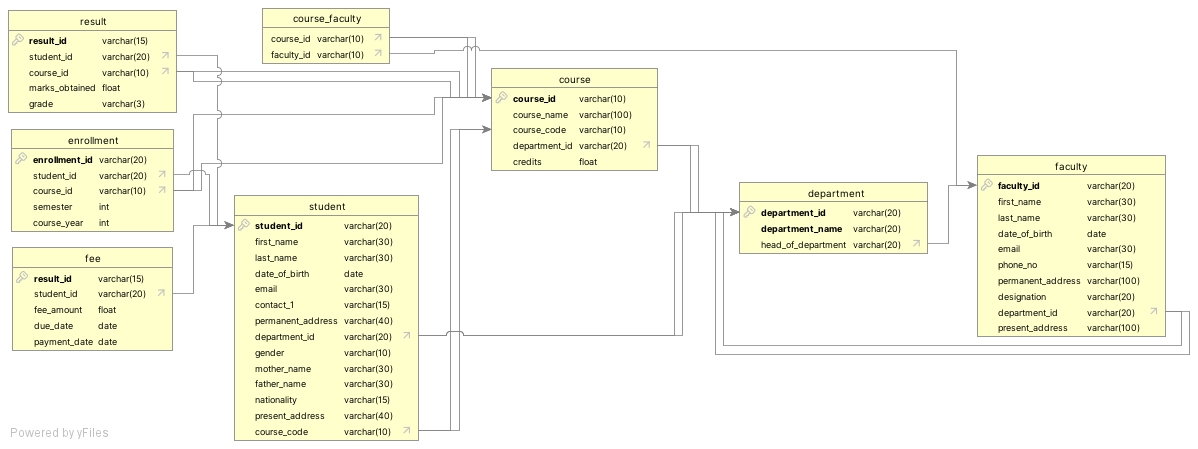 result
result_id varchar(15)
student_id varchar(20)
course_id varchar(10)
marks_obtained float
grade varchar(3)
course_faculty
course_id varchar(10)
faculty_id varchar(10)
course
course_id varchar(10)
course_name varchar(100)
course_code varchar(10)
department_id varchar(20)
credits float
enrollment
enrollment_id varchar(20)
student_id varchar(20)
course_id varchar(10)
semester int
course_year int
faculty
faculty_id varchar(20)
first_name varchar(30)
last_name varchar(30)
date_of_birth date
email varchar(30)
phone_no varchar(15)
permanent_address varchar(100)
designation varchar(20)
department_id varchar(20)
present_address varchar(100)
department
department_id varchar(20)
department_name varchar(20)
head_of_department varchar(20)
student
student_id varchar(20)
first_name varchar(30)
last_name varchar(30)
date_of_birth date
email varchar(30)
contact_1 varchar(15)
permanent_address varchar(40)
department_id varchar(20)
gender varchar(10)
mother_name varchar(30)
father_name varchar(30)
nationality varchar(15)
present_address varchar(40)
course_code varchar(10)
fee
result_id varchar(15)
student_id varchar(20)
fee_amount float
due_date date
payment_date date
Powered by yFiles